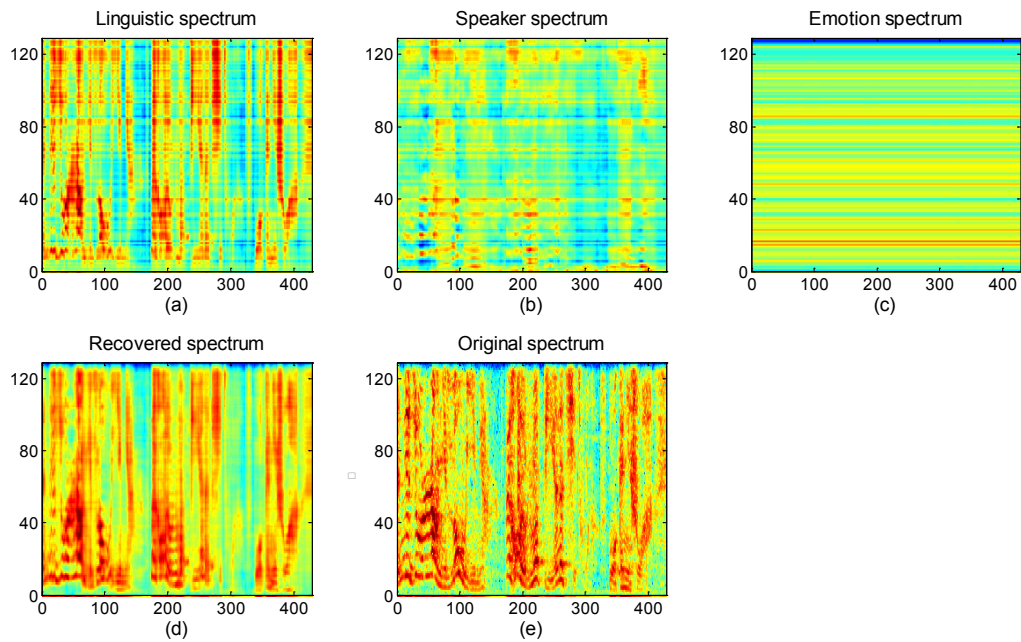 Linguistic spectrum
120
80
40
0
0 100 200 300 400
(a)
Speaker spectrum
120
80
40
0
0 100 200 300 400
(b)
Emotion spectrum
120
80
40
0
0 100 200 300 400
(c)
Recovered spectrum
120
80
40
0
0 100 200 300 400
(d)
Original spectrum
120
80
40
0
0 100 200 300 400
(e)